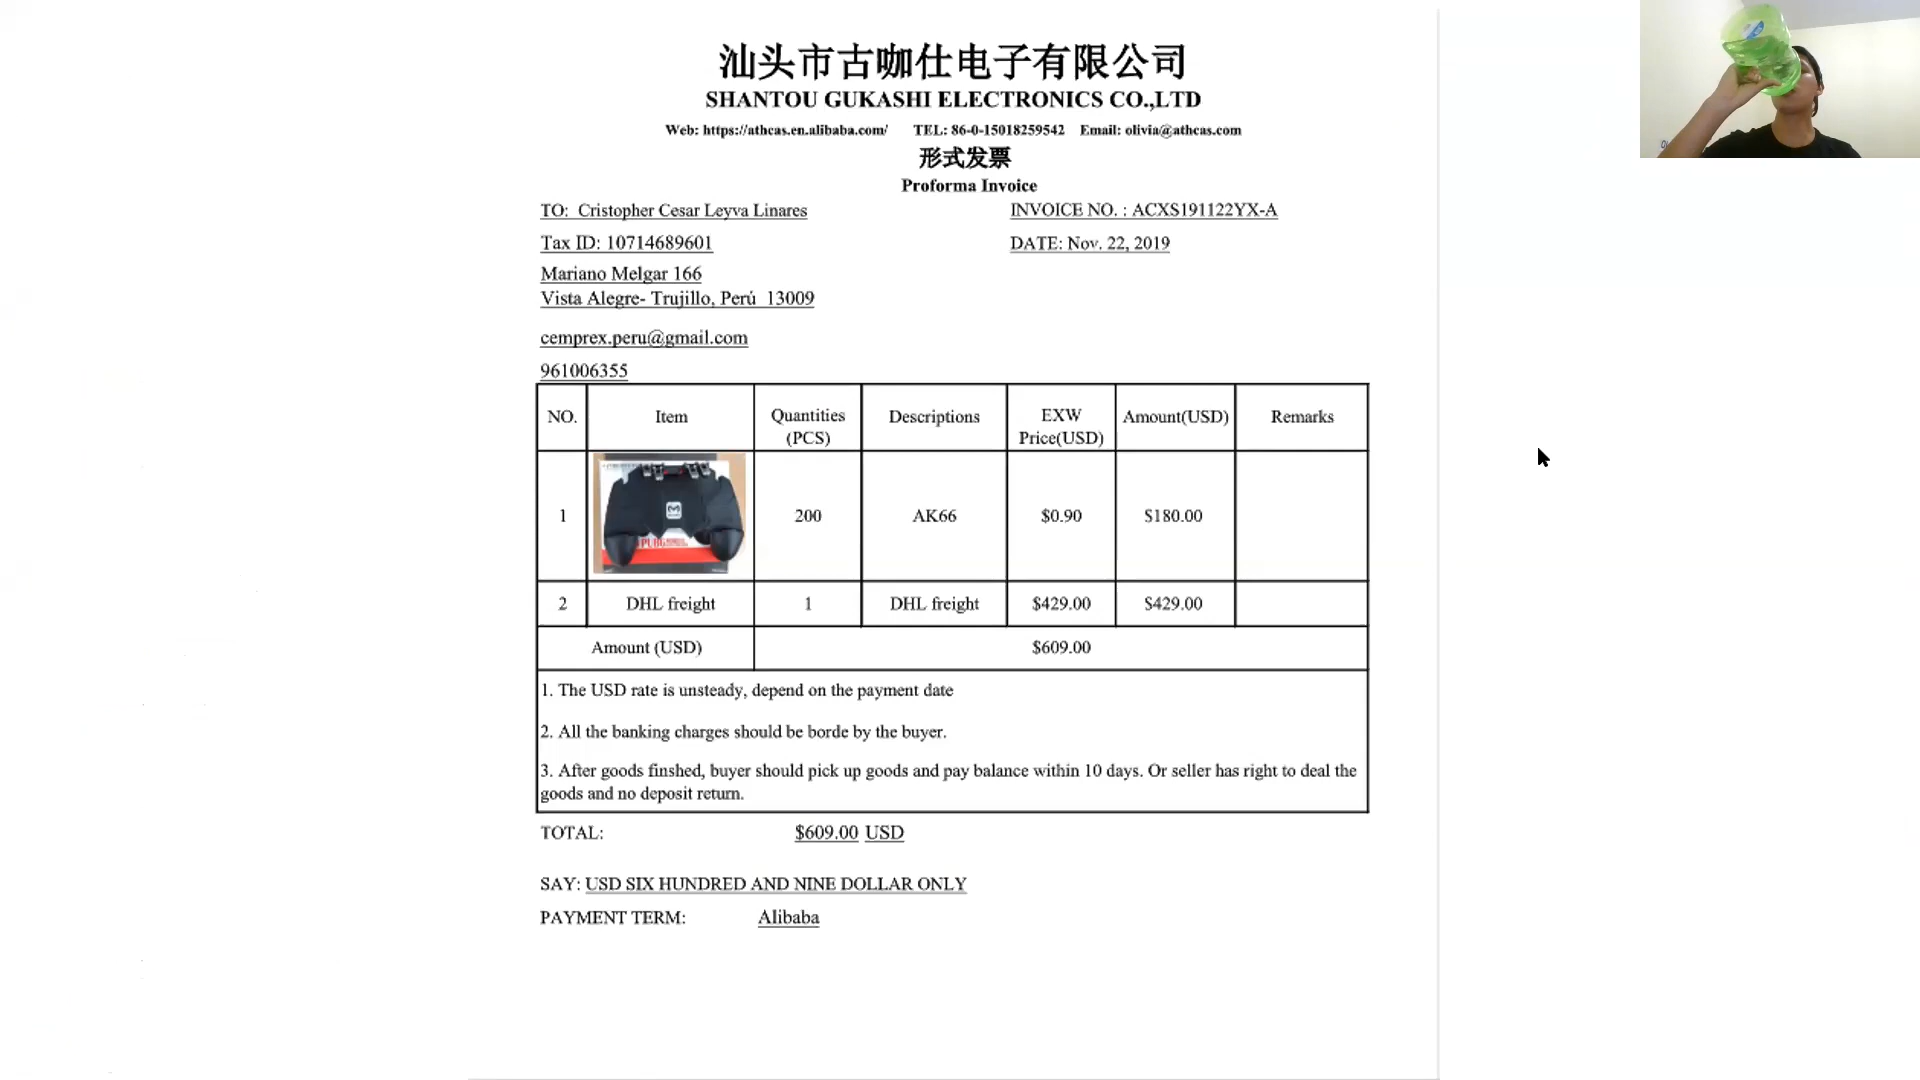 汕头市古咖仕电子有限公司
SHANTOU GUKASHI ELECTRONICS CO.,LTD
Web: https://athcas.en.alibaba.com/ TEL: 86-0-15018259542 Email: olivia@athcas.com
形式发票
Proforma Invoice
TO: Cristopher Cesar Leyva Linares INVOICE NO. : ACXS191122YX-A
Tax ID: 10714689601 DATE: Nov. 22, 2019
Mariano Melgar 166
Vista Alegre- Trujillo, Perú 13009
cemprex.peru@gmail.com
961006355
NO. Item Quantities (PCS) Descriptions EXW Price(USD) Amount(USD) Remarks
PUBG
1 200 AK66 $0.90 $180.00
2 DHL freight 1 DHL freight $429.00 $429.00
Amount (USD) $609.00
1. The USD rate is unsteady, depend on the payment date
2. All the banking charges should be borde by the buyer.
3. After goods finshed, buyer should pick up goods and pay balance within 10 days. Or seller has right to deal the
goods and no deposit return.
TOTAL: $609.00 USD
SAY: USD SIX HUNDRED AND NINE DOLLAR ONLY
PAYMENT TERM: Alibaba